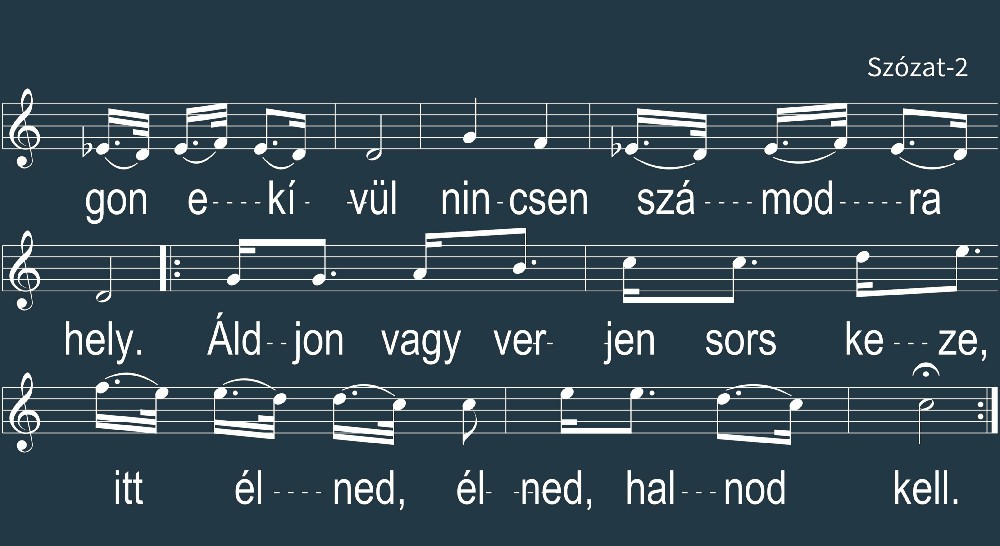 Szózat-2
gon e----kí- -vül nin-csen szá----mod-----ra
hely. Áld--jon vagy ver- jen sors ke---ze,
itt él----ned, él- -ned, hal---nod kell.